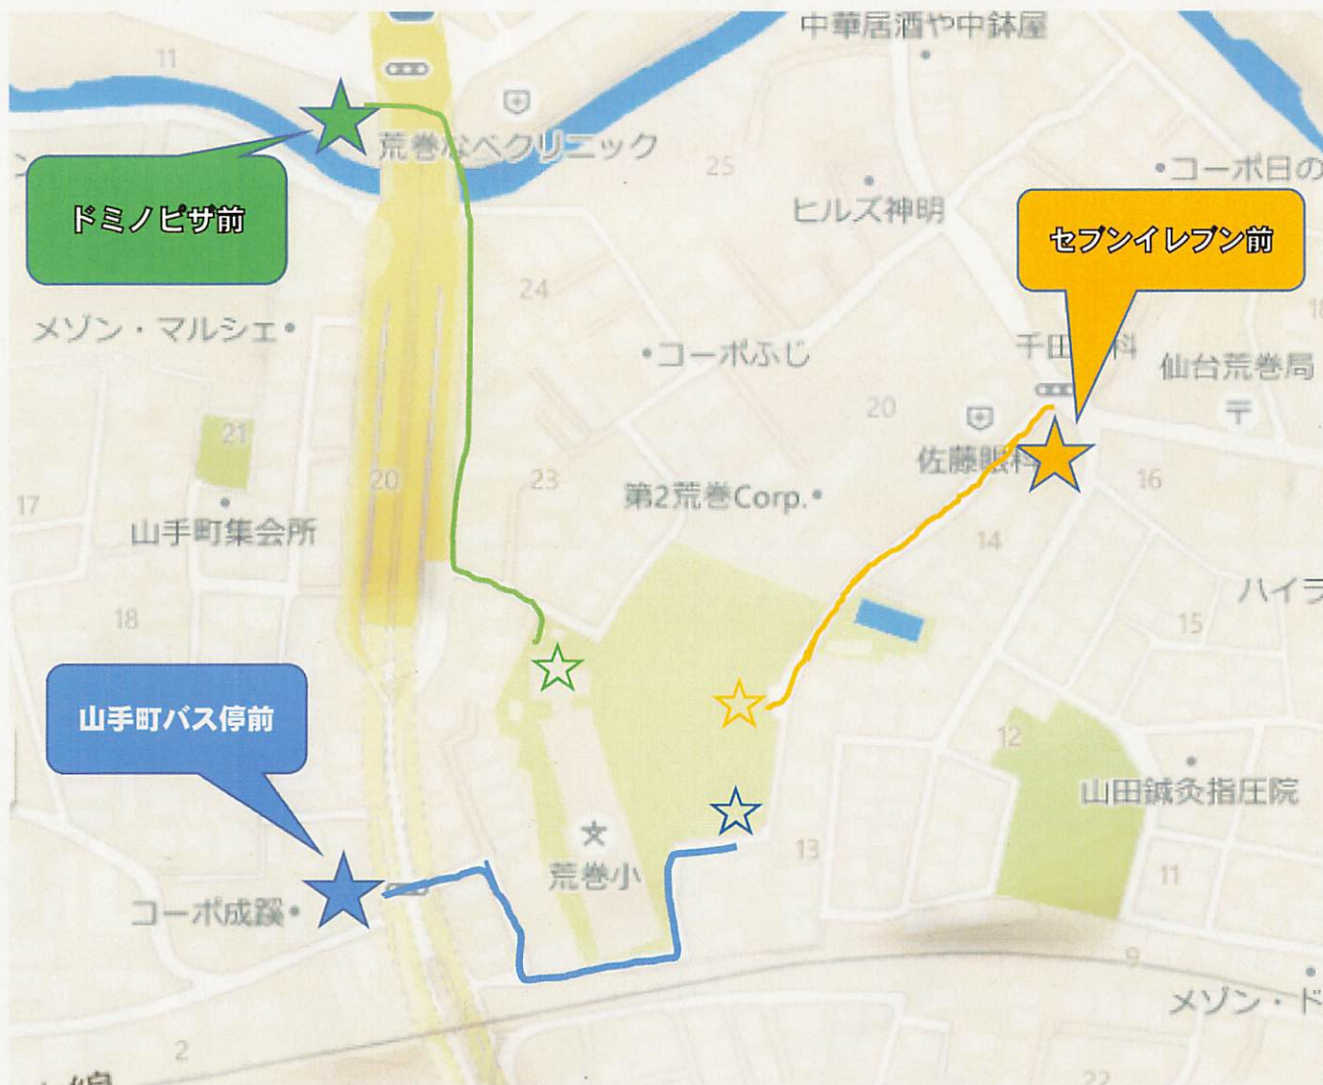 中華居酒や中鉢屋
11
荒巻なべクリニック
25
コーポ日の
ドミノピザ前
ヒルズ神明
セブンイレブン前
24
メゾン・マルシェ
コーポふじ
千田 科
仙台荒巻局
18
20
21
佐藤眼科
20
23
第2荒巻Corp.
16
17
山手町集会所
14
ハイラ
18
15
山手町バス停前
12
山田鍼灸指圧院
13
荒巻小
11
コーポ成蹊
9
メゾン・ド
2
山線
22